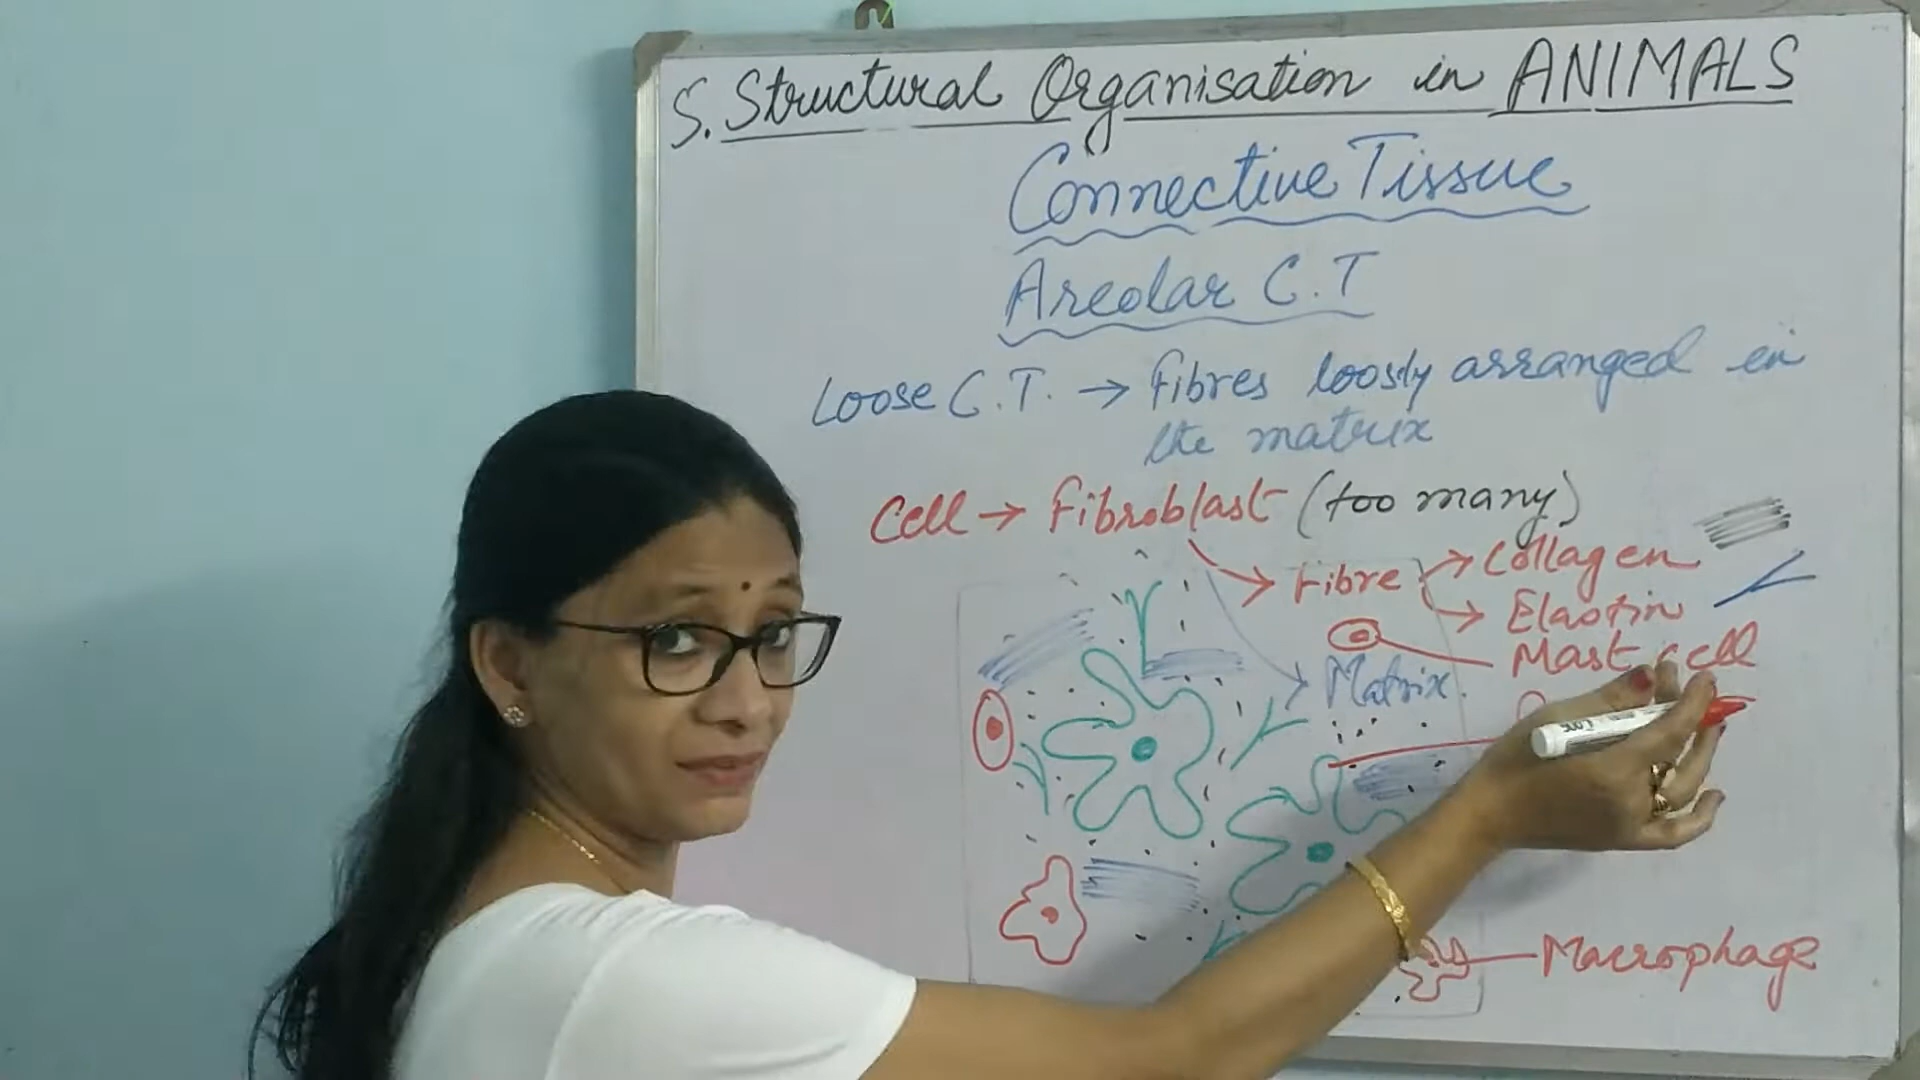 5. Structural Organisation in ANIMALS
Connective Tissue
Areolar C.T
Loose C.T. → Fibres loosly arranged in
the matrix
Cell → Fibroblast (too many)
Fibre → Collagen
→ Elastin
Mast cell
Matrix.
Macrophage